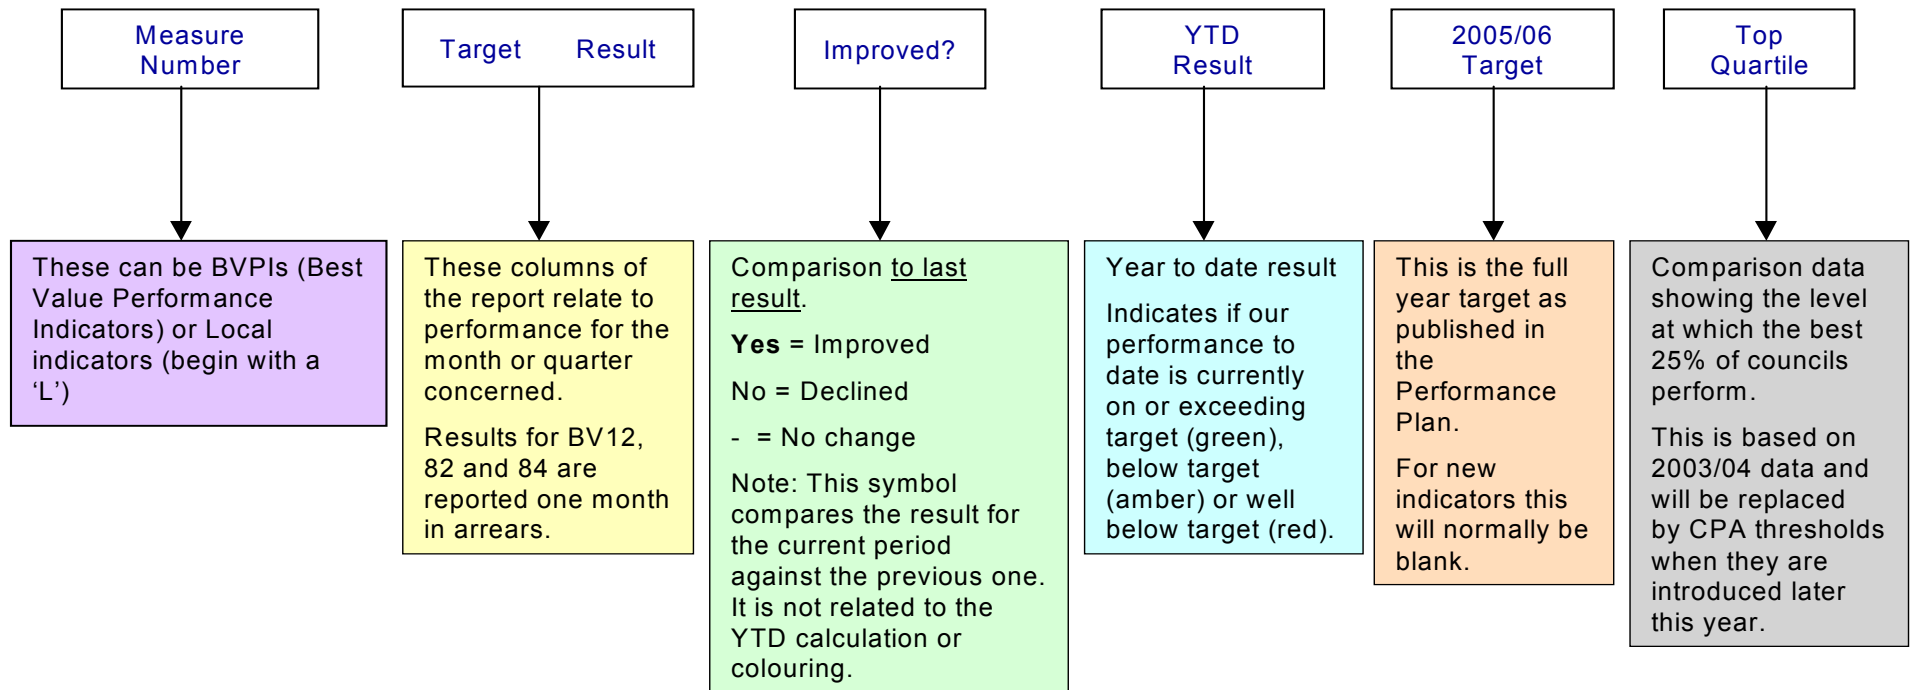 Measure
Number
Target Result
Improved?
YTD
Result
2005/06
Target
Top
Quartile
These can be BVPIs (Best
Value Performance
Indicators) or Local
indicators (begin with a
‘L’)
These columns of
the report relate to
performance for the
month or quarter
concerned.
Results for BV12,
82 and 84 are
reported one month
in arrears.
Comparison to last
result.
Yes = Improved
No = Declined
- = No change
Note: This symbol
compares the result for
the current period
against the previous one.
It is not related to the
YTD calculation or
colouring.
Year to date result
Indicates if our
performance to
date is currently
on or exceeding
target (green),
below target
(amber) or well
below target (red).
This is the full
year target as
published in
the
Performance
Plan.
For new
indicators this
will normally be
blank.
Comparison data
showing the level
at which the best
25% of councils
perform.
This is based on
2003/04 data and
will be replaced
by CPA thresholds
when they are
introduced later
this year.